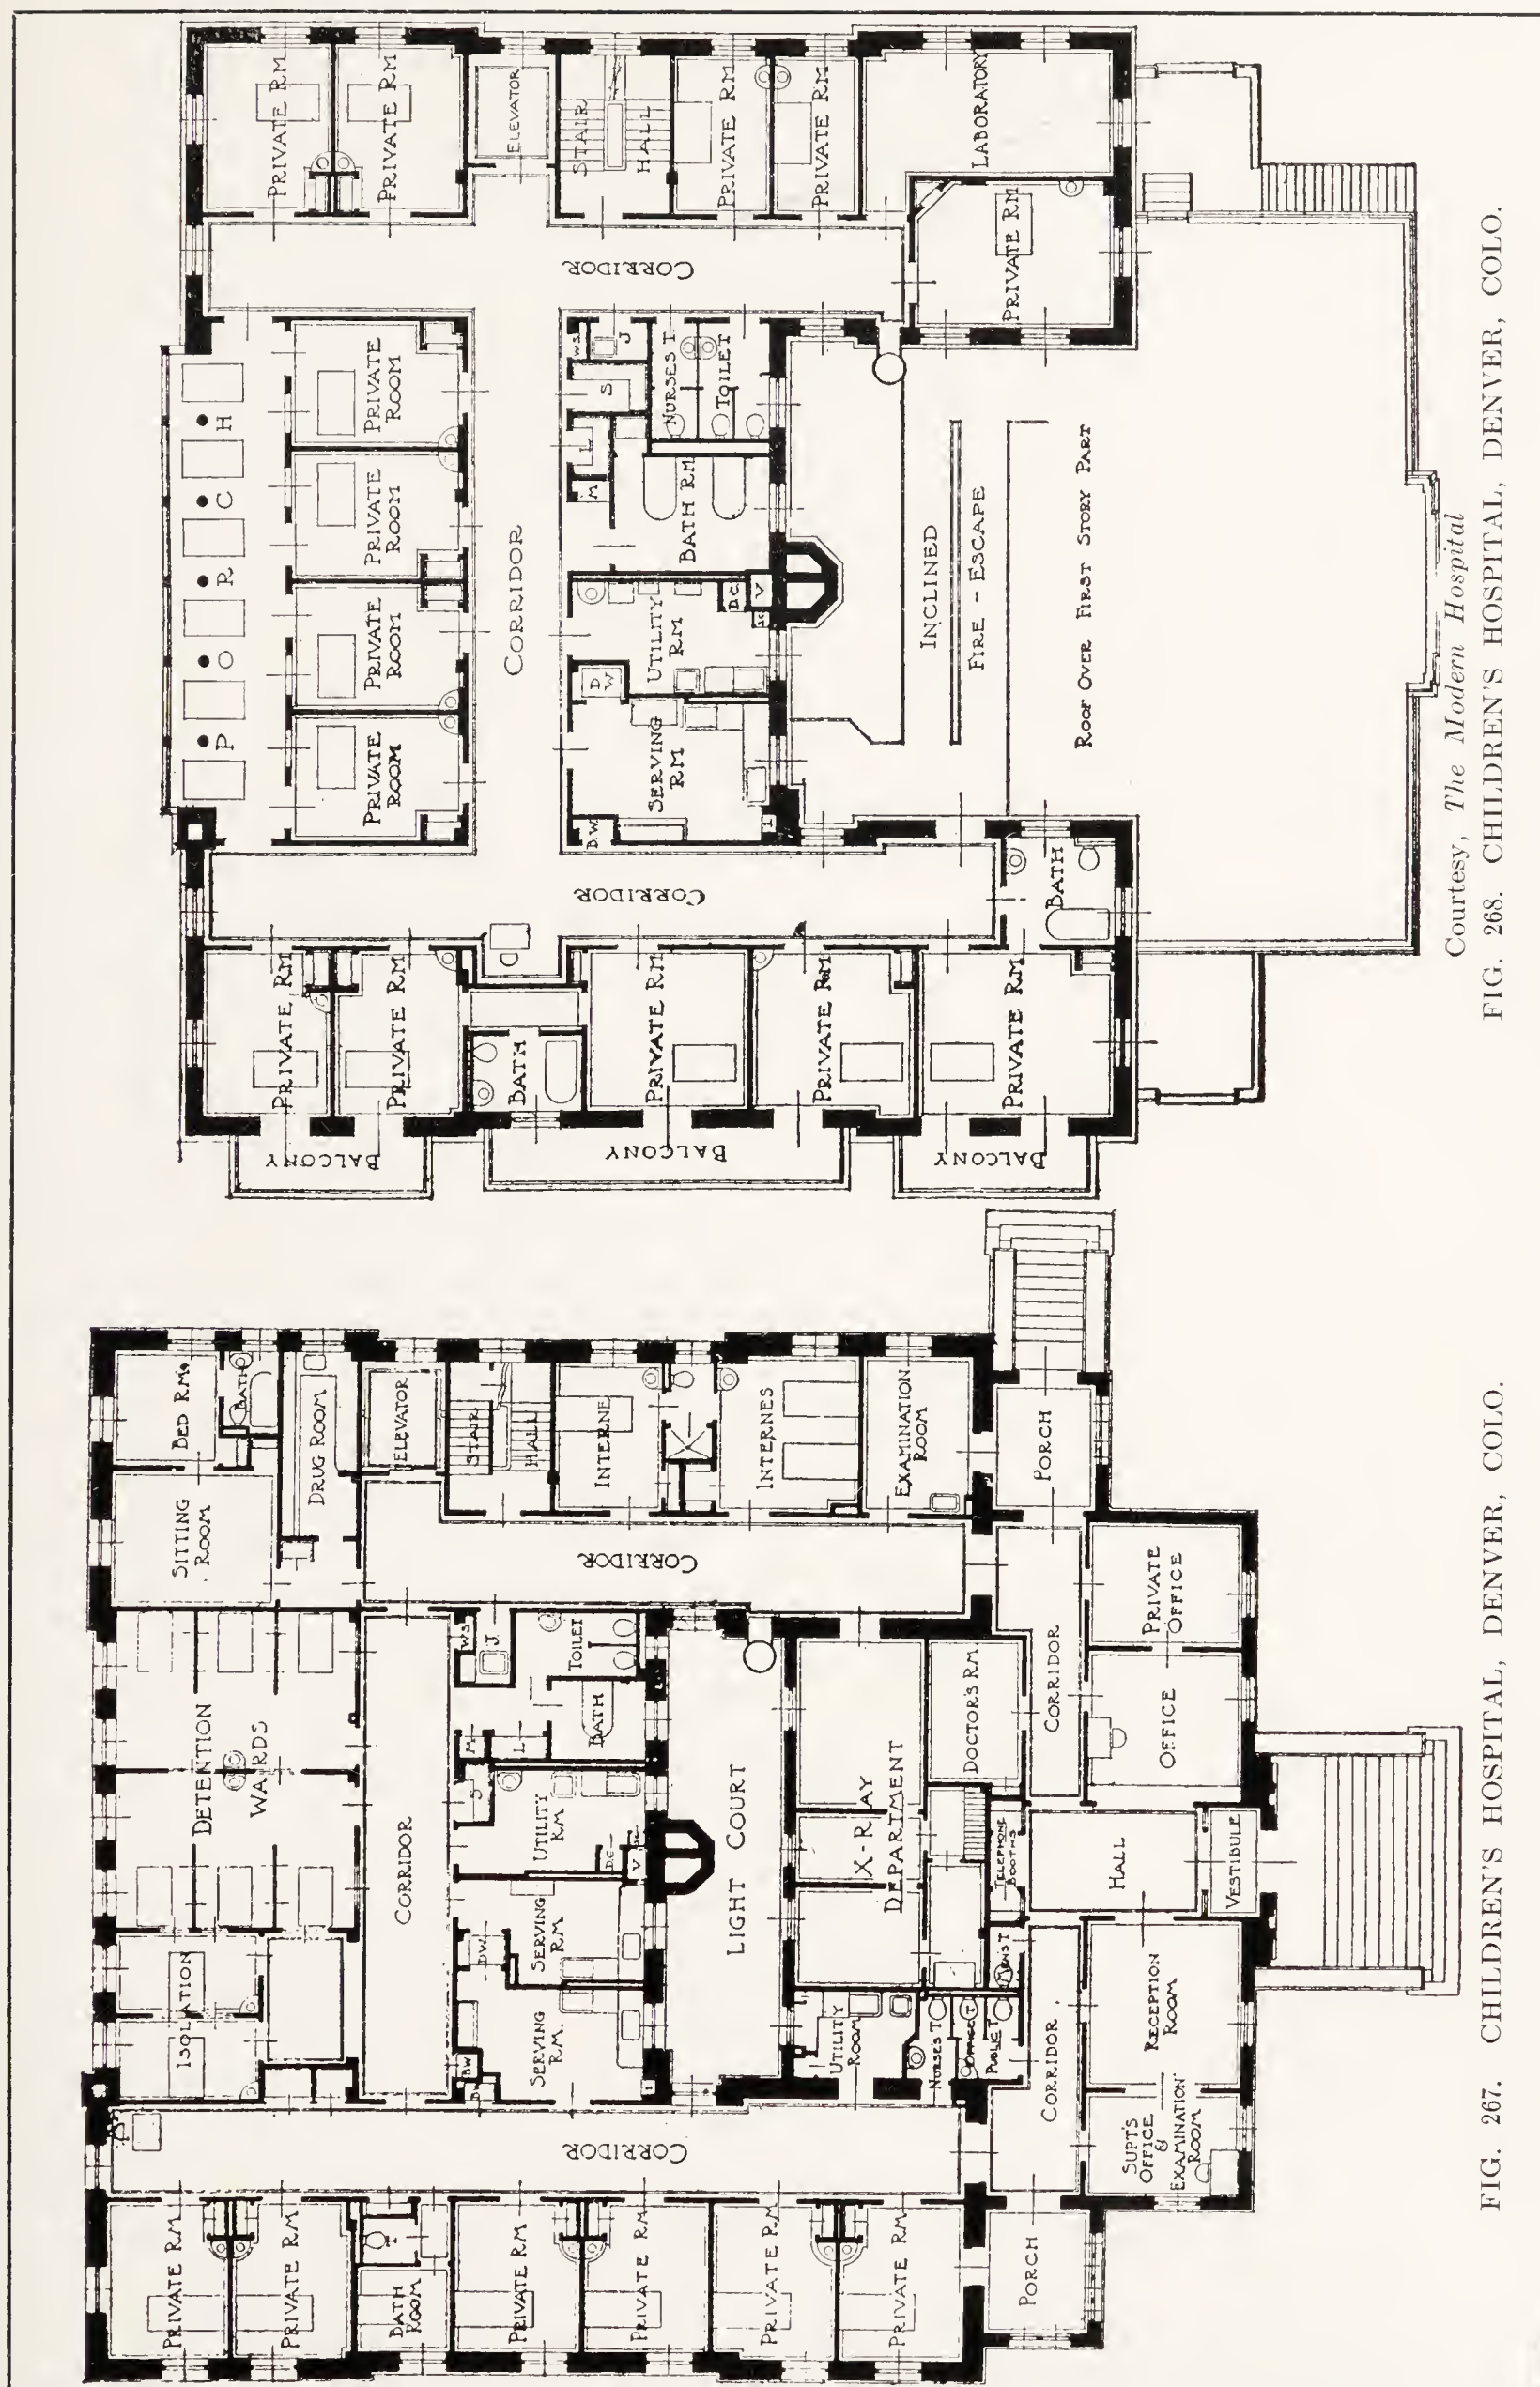 PRIVATE RM
PRIVATE RM
ELEVATOR
STAIR
HALL
PRIVATE RM
PRIVATE RM
LABORATORY
PRIVATE RM
CORRIDOR
PORCH
PRIVATE
ROOM
PRIVATE
ROOM
PRIVATE
ROOM
PRIVATE
ROOM
CORRIDOR
W.S.
J
S
L
M
NURSES T.
TOILET
BATH RM
UTILITY
RM
D.C.
V
D
W
SERVING
RM
D.W.
I
INCLINED
FIRE-ESCAPE
ROOF OVER FIRST STORY PART
CORRIDOR
BATH
PRIVATE RM
PRIVATE RM
BATH
PRIVATE RM
PRIVATE RM
PRIVATE RM
BALCONY
BALCONY
BALCONY
Courtesy, The Modern Hospital
FIG. 268. CHILDREN'S HOSPITAL, DENVER, COLO.
BED RM.
BATH
SITTING
ROOM
DRUG ROOM
ELEVATOR
STAIR
HALL
INTERNE
INTERNES
EXAMINATION
ROOM
PORCH
CORRIDOR
DETENTION
WARDS
ISOLATION
CORRIDOR
W.S.
J
TOILET
BATH
M
L
S
UTILITY
RM
D.C.
V
SERVING
RM
D.W.
SERVING
RM.
I
LIGHT COURT
X-RAY
DEPARTMENT
DOCTOR'S RM.
TELEPHONE
BOOTHS
MEN'S T
UTILITY
ROOM
NURSES T
OFFICE T
PUBLIC T
CORRIDOR
PRIVATE
OFFICE
OFFICE
HALL
VESTIBULE
CORRIDOR
RECEPTION
ROOM
SUPT'S
OFFICE
&
EXAMINATION
ROOM
CORRIDOR
PRIVATE RM
PRIVATE RM
BATH
ROOM
T
PRIVATE RM
PRIVATE RM
PRIVATE RM
PRIVATE RM
PORCH
FIG. 267. CHILDREN'S HOSPITAL, DENVER, COLO.